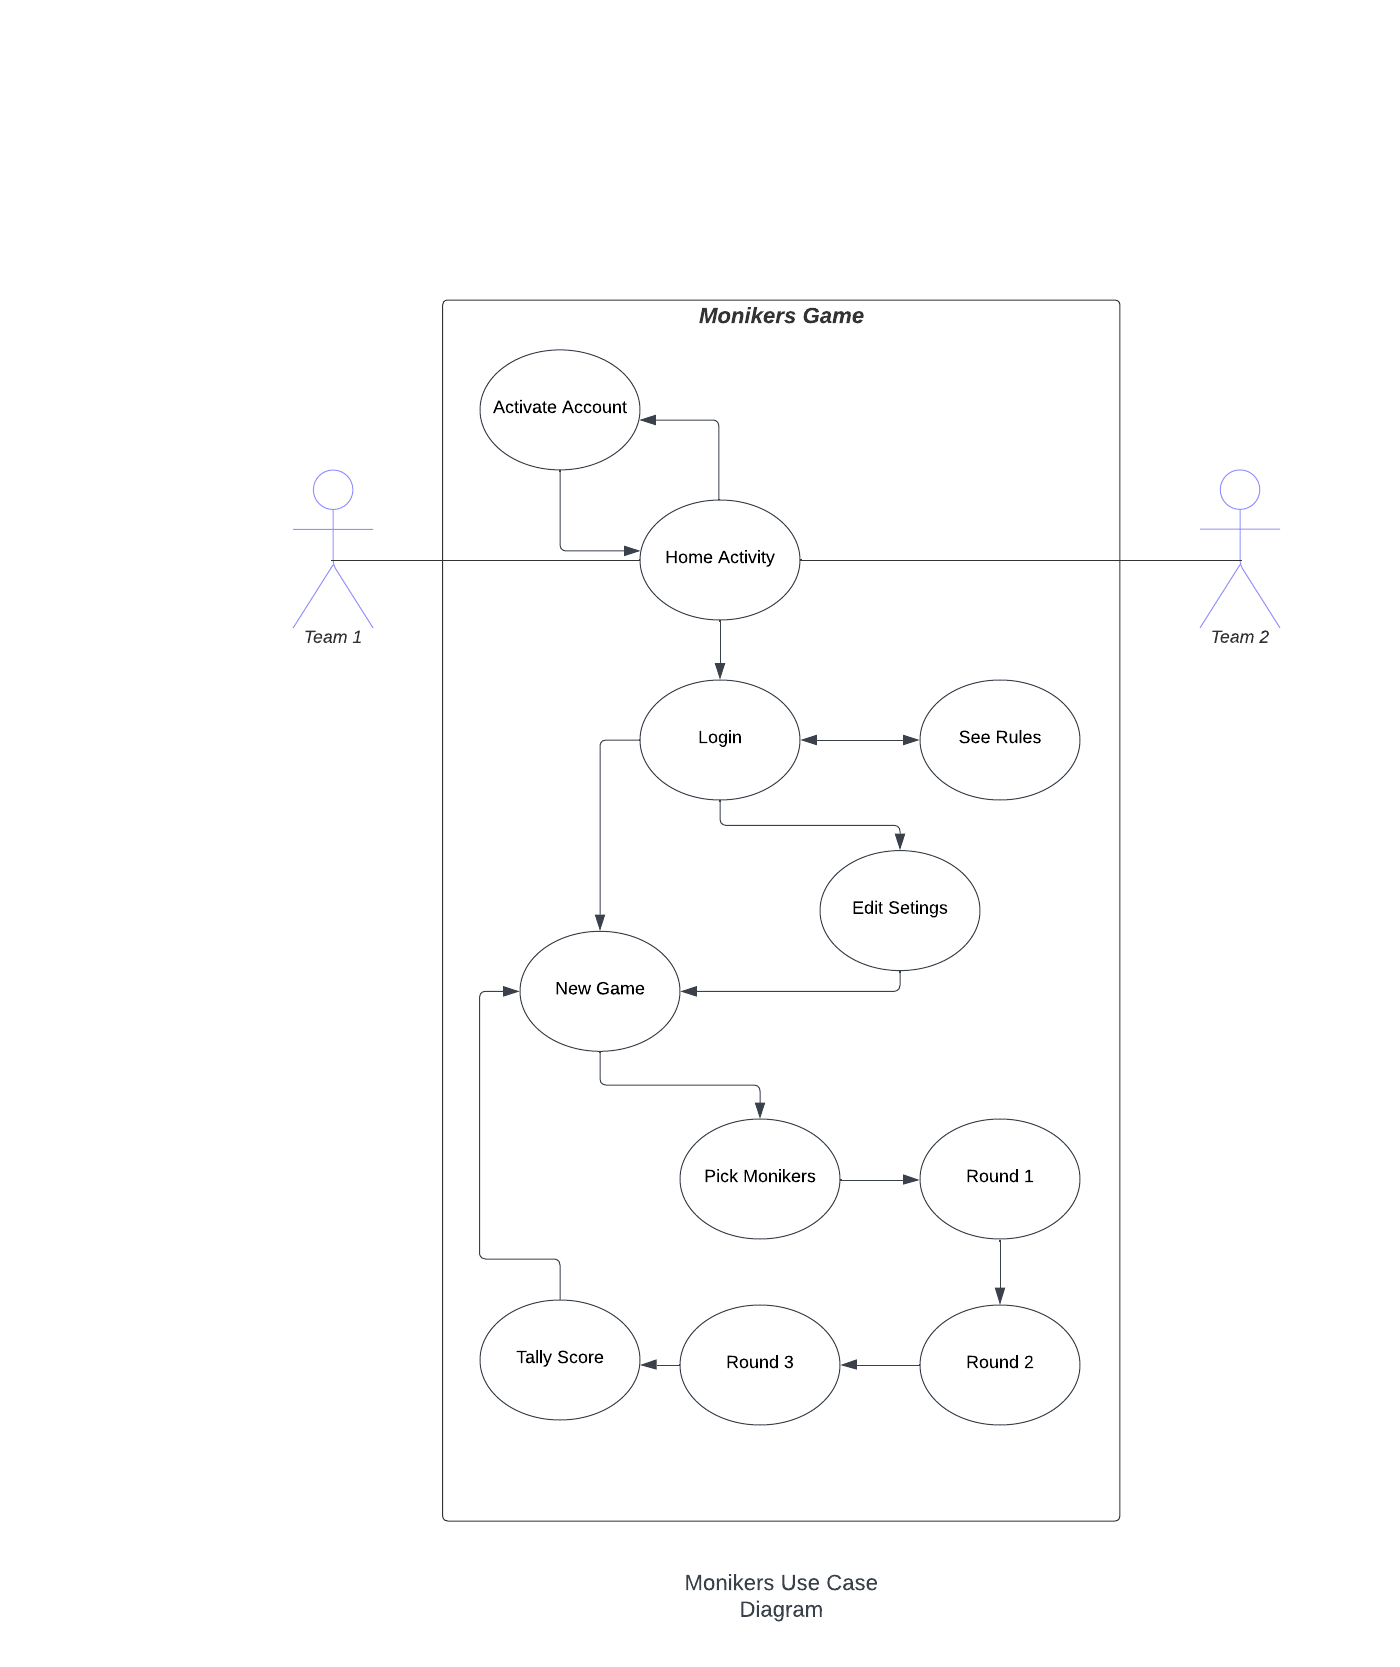 Monikers Game
Activate Account
Home Activity
Team 1
Team 2
Login
See Rules
Edit Setings
New Game
Pick Monikers
Round 1
Tally Score
Round 3
Round 2
Monikers Use Case
Diagram